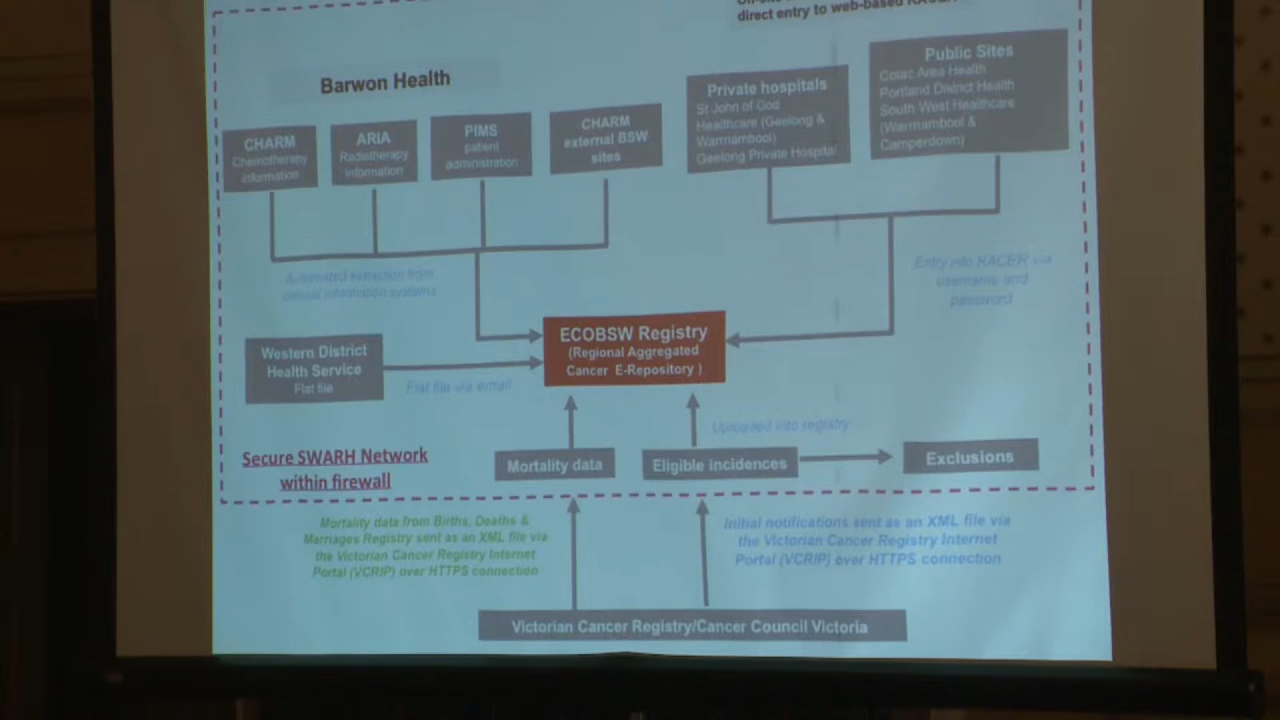 direct entry to web-based RACER
Barwon Health
CHARM
Chemotherapy
information
ARIA
Radiotherapy
information
PIMS
patient
administration
CHARM
external BSW
sites
Private hospitals
St John of God
Healthcare (Geelong &
Warrnambool)
Geelong Private Hospital
Public Sites
Colac Area Health
Portland District Health
South West Healthcare
(Warrnambool &
Camperdown)
Automated extraction from
clinical information systems
Entry into RACER via
username and
password
ECOBSW Registry
(Regional Aggregated
Cancer E-Repository )
Western District
Health Service
Flat file
Flat file via email
Uploaded into registry
Secure SWARH Network
within firewall
Mortality data
Eligible incidences
Exclusions
Mortality data from Births, Deaths &
Marriages Registry sent as an XML file via
the Victorian Cancer Registry Internet
Portal (VCRIP) over HTTPS connection
Initial notifications sent as an XML file via
the Victorian Cancer Registry Internet
Portal (VCRIP) over HTTPS connection
Victorian Cancer Registry/Cancer Council Victoria